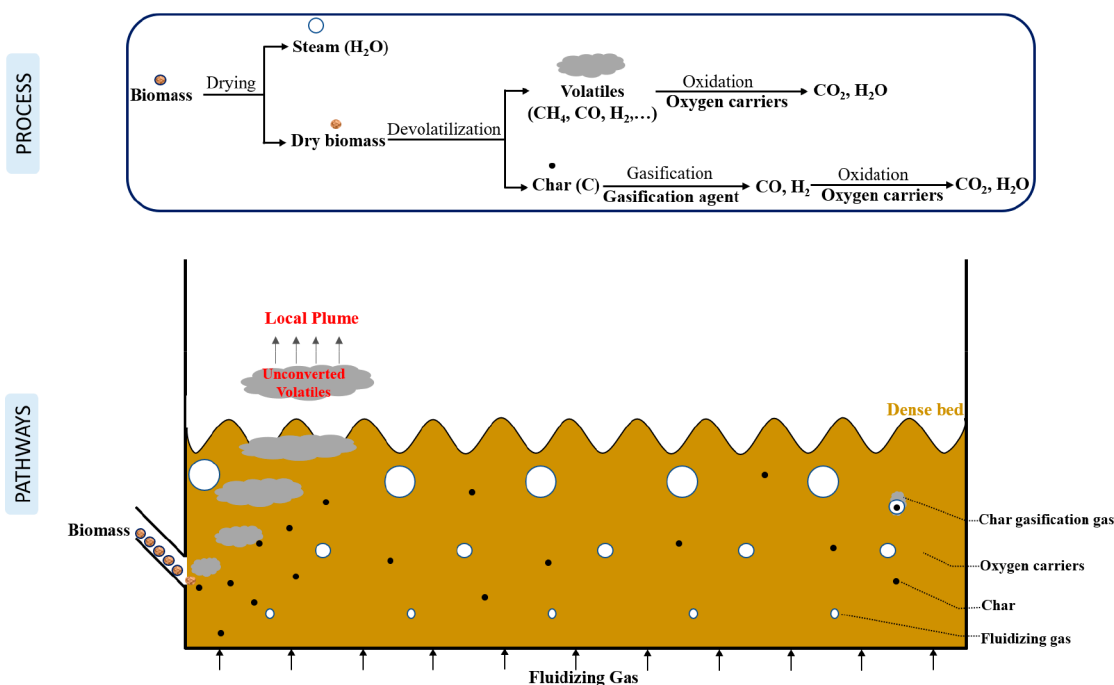 PROCESS
Steam (H₂O)
Drying
Biomass
Dry biomass
Devolatilization
Volatiles
(CH₄, CO, H₂,…)
Oxidation
Oxygen carriers
CO₂, H₂O
Char (C)
Gasification
Gasification agent
CO, H₂
Oxidation
Oxygen carriers
CO₂, H₂O
PATHWAYS
Local Plume
Unconverted
Volatiles
Dense bed
Biomass
Char gasification gas
Oxygen carriers
Char
Fluidizing gas
Fluidizing Gas